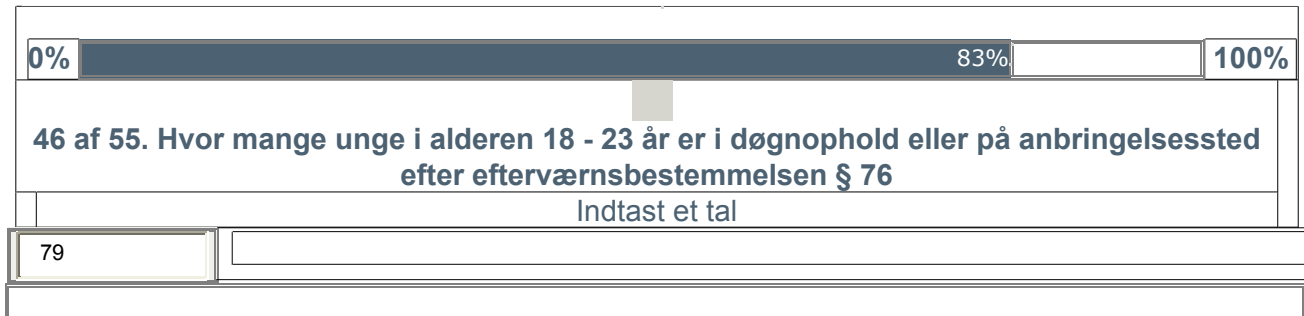 0% 83% 100%
46 af 55. Hvor mange unge i alderen 18 - 23 år er i døgnophold eller på anbringelsessted
efter efterværnsbestemmelsen § 76
Indtast et tal
79